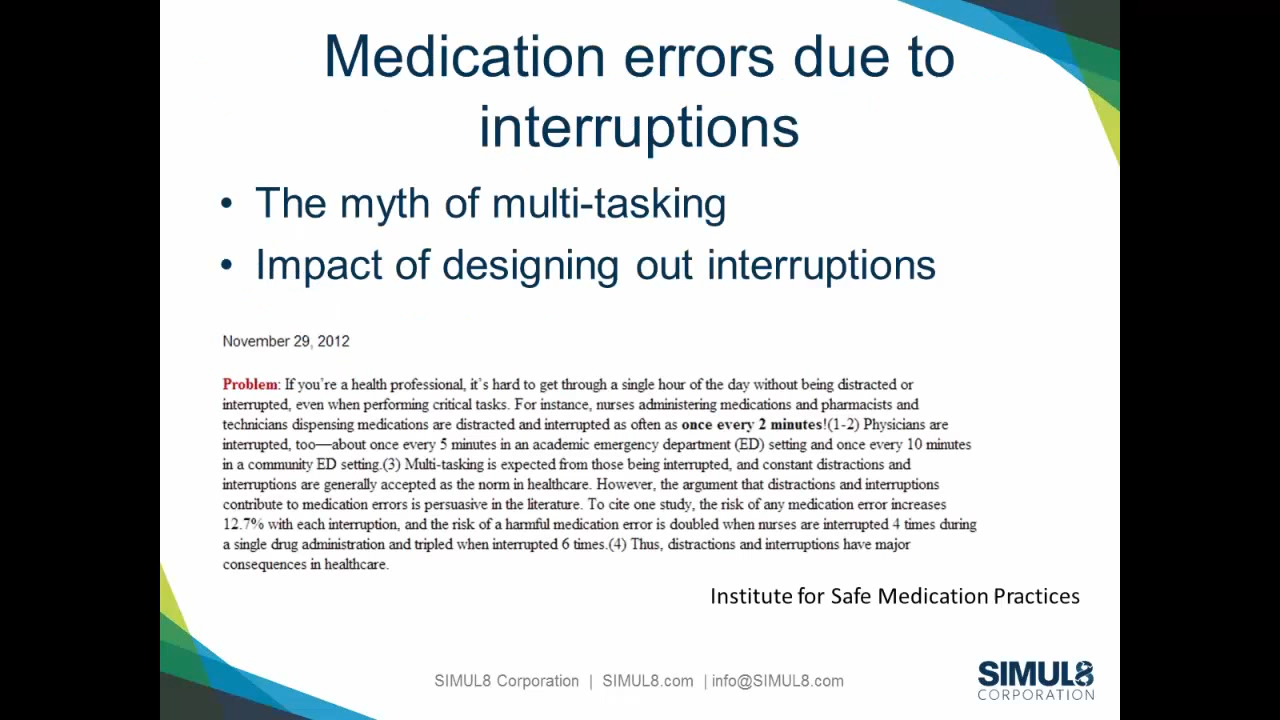 Medication errors due to
interruptions
• The myth of multi-tasking
• Impact of designing out interruptions
November 29, 2012
Problem: If you're a health professional, it's hard to get through a single hour of the day without being distracted or
interrupted, even when performing critical tasks. For instance, nurses administering medications and pharmacists and
technicians dispensing medications are distracted and interrupted as often as once every 2 minutes!(1-2) Physicians are
interrupted, too—about once every 5 minutes in an academic emergency department (ED) setting and once every 10 minutes
in a community ED setting.(3) Multi-tasking is expected from those being interrupted, and constant distractions and
interruptions are generally accepted as the norm in healthcare. However, the argument that distractions and interruptions
contribute to medication errors is persuasive in the literature. To cite one study, the risk of any medication error increases
12.7% with each interruption, and the risk of a harmful medication error is doubled when nurses are interrupted 4 times during
a single drug administration and tripled when interrupted 6 times.(4) Thus, distractions and interruptions have major
consequences in healthcare.
Institute for Safe Medication Practices
SIMUL8 Corporation | SIMUL8.com | info@SIMUL8.com
SIMUL8
CORPORATION